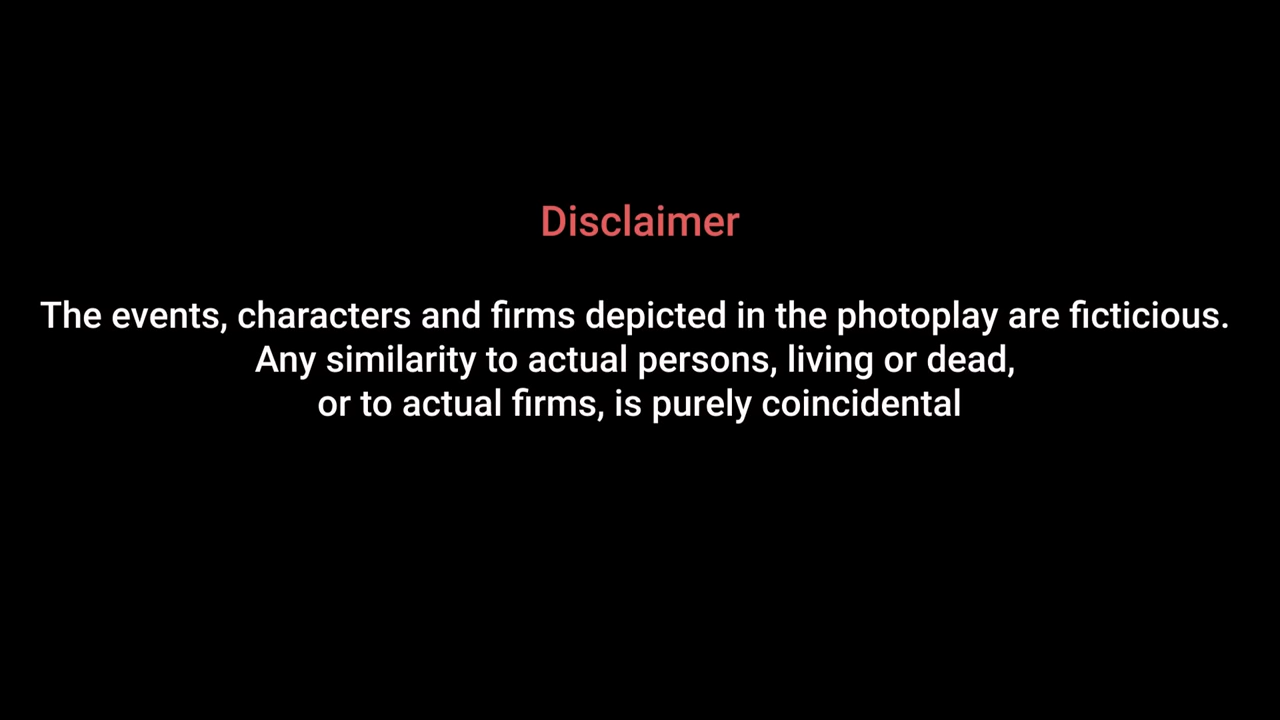 Disclaimer
The events, characters and firms depicted in the photoplay are ficticious.
Any similarity to actual persons, living or dead,
or to actual firms, is purely coincidental